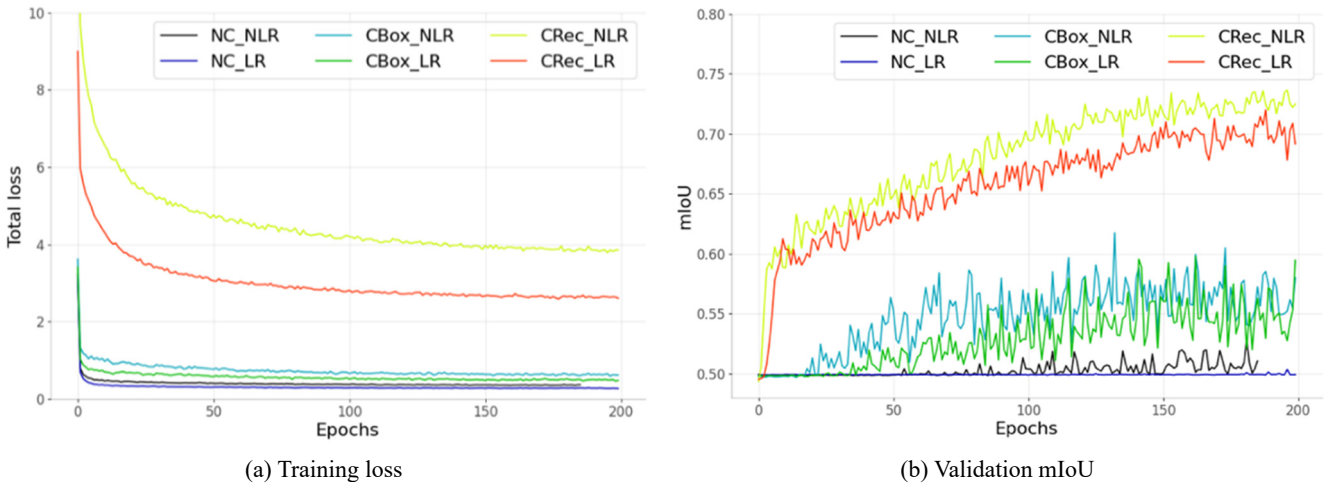 10
8
6
4
2
0
Total loss
0 50 100 150 200
Epochs
NC_NLR CBox_NLR CRec_NLR
NC_LR CBox_LR CRec_LR
(a) Training loss
0.80
0.75
0.70
0.65
0.60
0.55
0.50
mIoU
0 50 100 150 200
Epochs
NC_NLR CBox_NLR CRec_NLR
NC_LR CBox_LR CRec_LR
(b) Validation mIoU